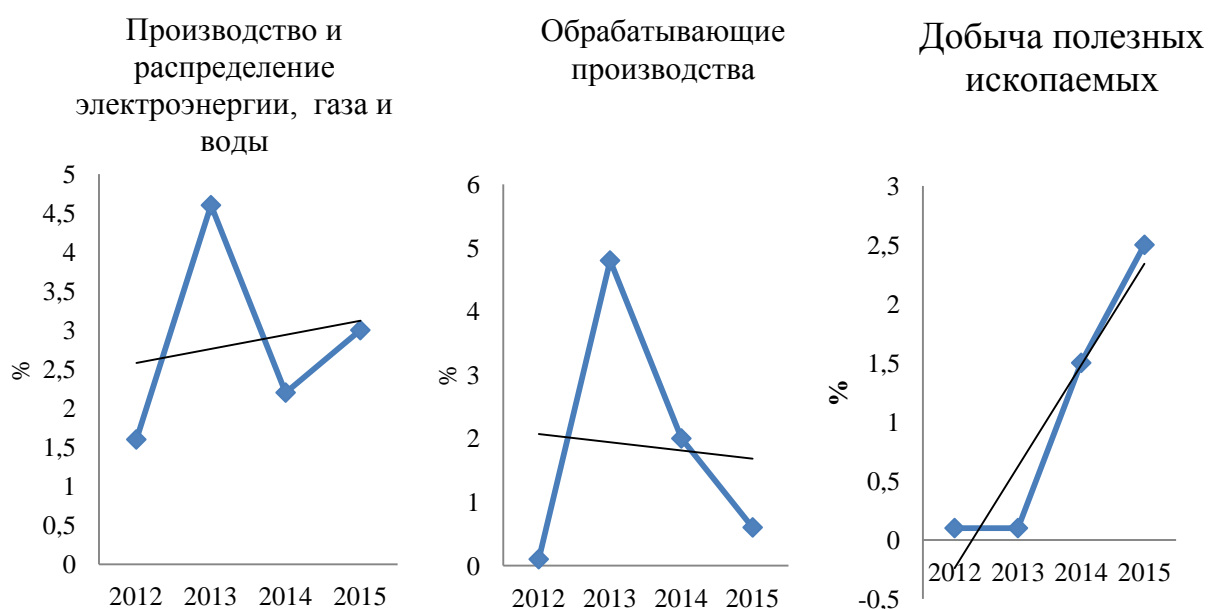 Производство и
распределение
электроэнергии, газа и
воды
5
4,5
4
3,5
3
2,5
2
1,5
1
0,5
0
%
2012 2013 2014 2015
Обрабатывающие
производства
6
5
4
3
2
1
0
%
2012 2013 2014 2015
Добыча полезных
ископаемых
3
2,5
2
1,5
1
0,5
0
-0,5
%
2012 2013 2014 2015